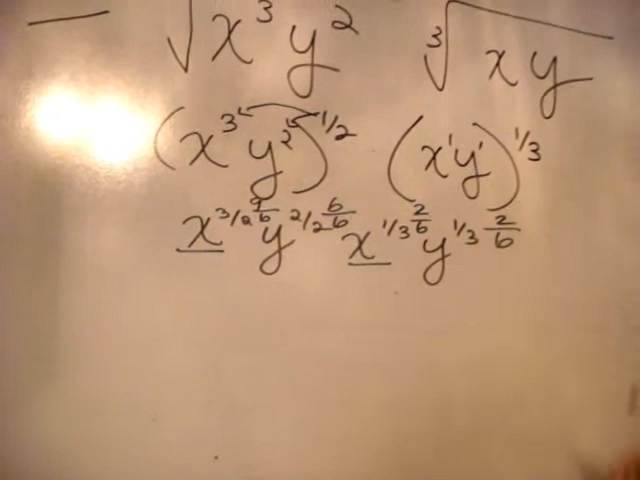 √x³y² ∛xy
(x³y²)^1/2 (x¹y¹)^1/3
x^3/2 9/6 y^2/2 6/6 x^1/3 2/6 y^1/3 2/6